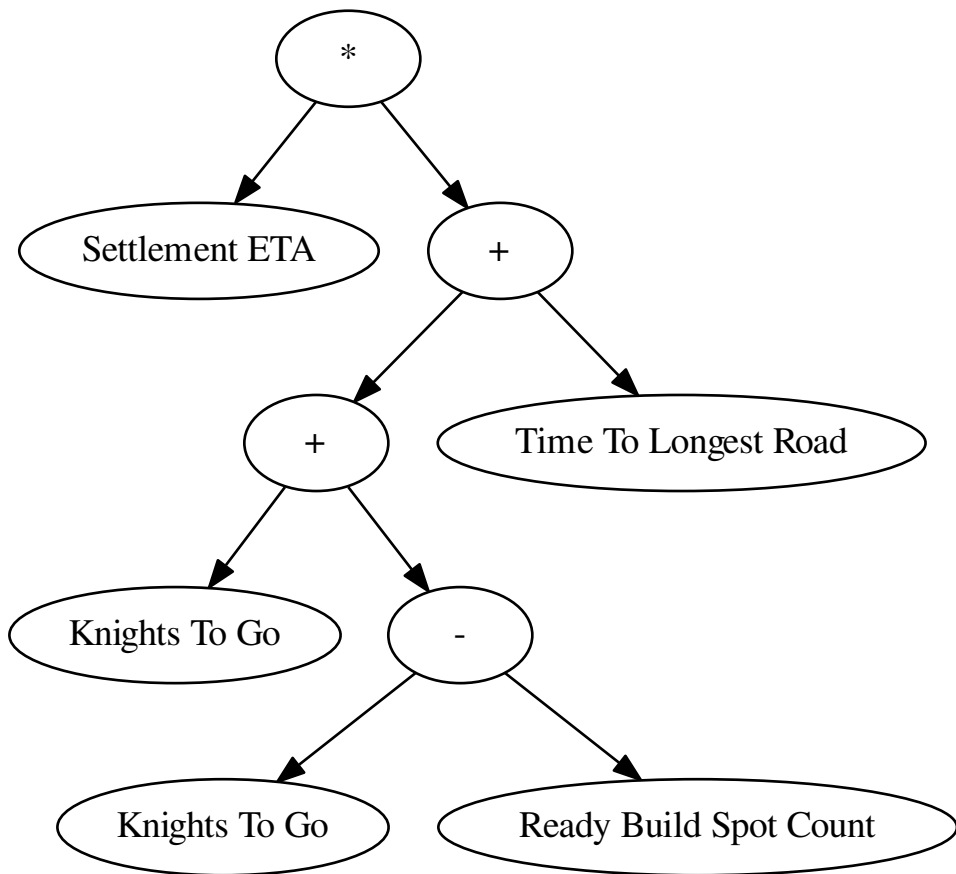 *
Settlement ETA
+
+
Time To Longest Road
Knights To Go
-
Knights To Go
Ready Build Spot Count